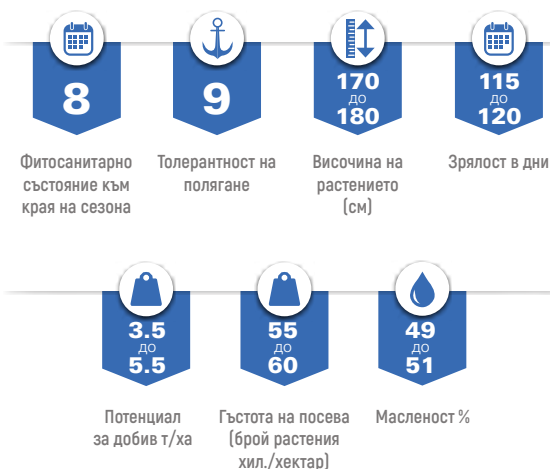 8
9
170
до
180
115
до
120
Фитосанитарно
състояние към
края на сезона
Толерантност на
полягане
Височина на
растението
(см)
Зрялост в дни
3.5
до
5.5
55
до
60
49
до
51
Потенциал
за добив т/ха
Гъстота на посева
(брой растения
хил./хектар)
Масленост %